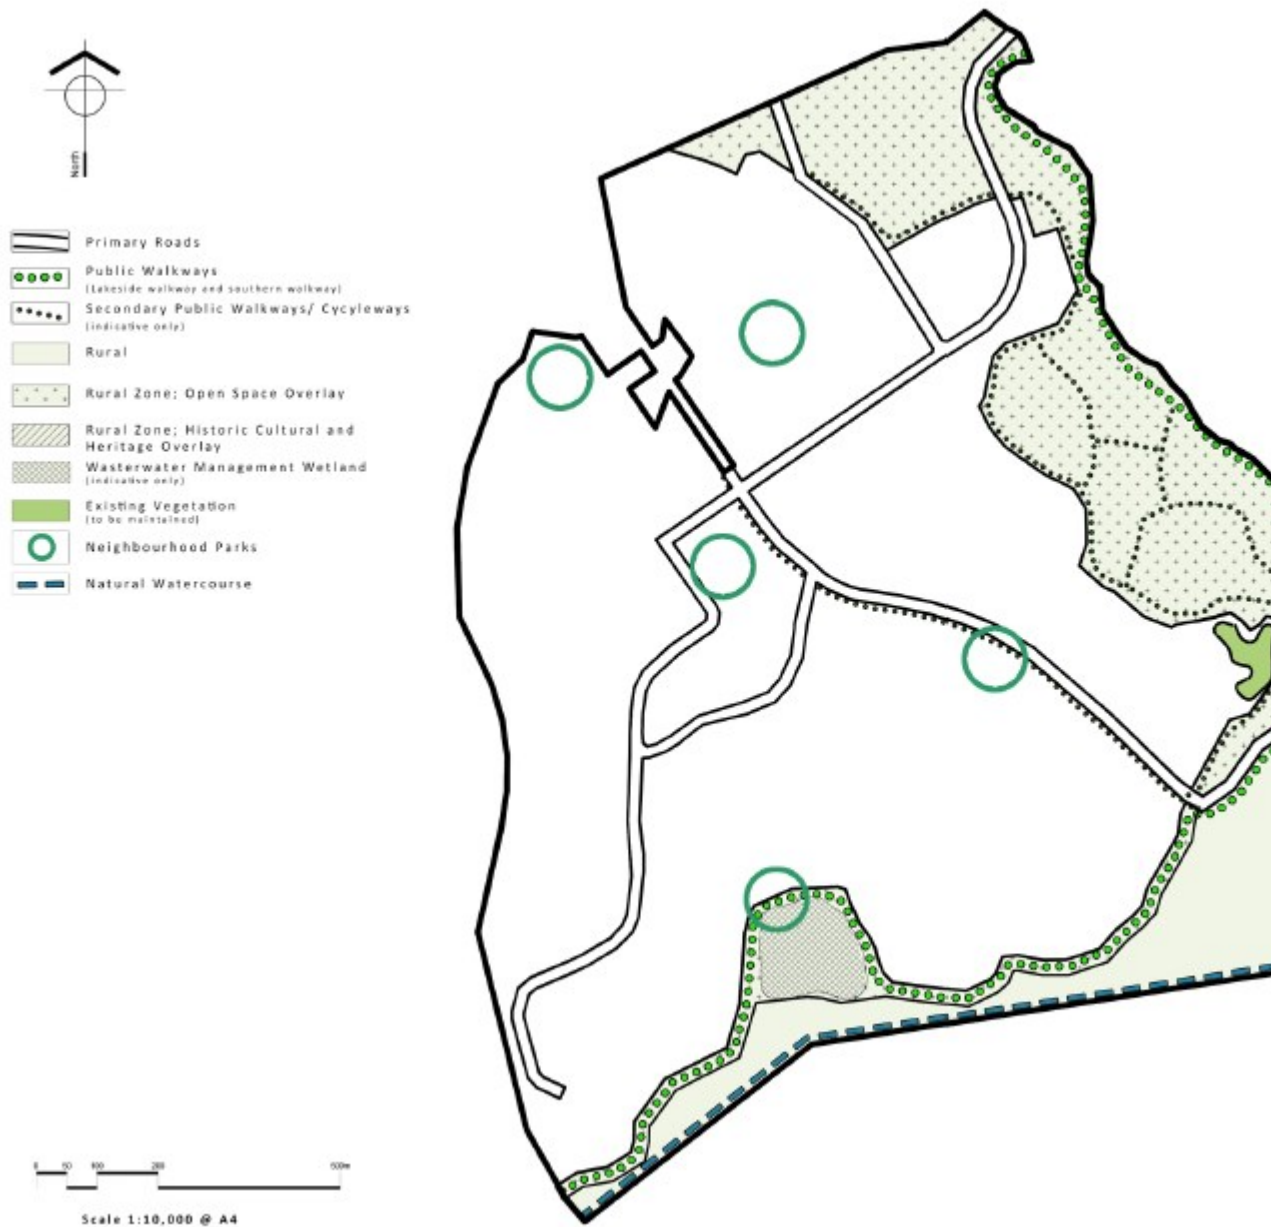 North
Primary Roads
Public Walkways
(Lakeside walkway and southern walkway)
Secondary Public Walkways/ Cycyleways
(indicative only)
Rural
Rural Zone; Open Space Overlay
Rural Zone; Historic Cultural and
Heritage Overlay
Wasterwater Management Wetland
(indicative only)
Existing Vegetation
(to be maintained)
Neighbourhood Parks
Natural Watercourse
0 50 100 200 500m
Scale 1:10,000 @ A4